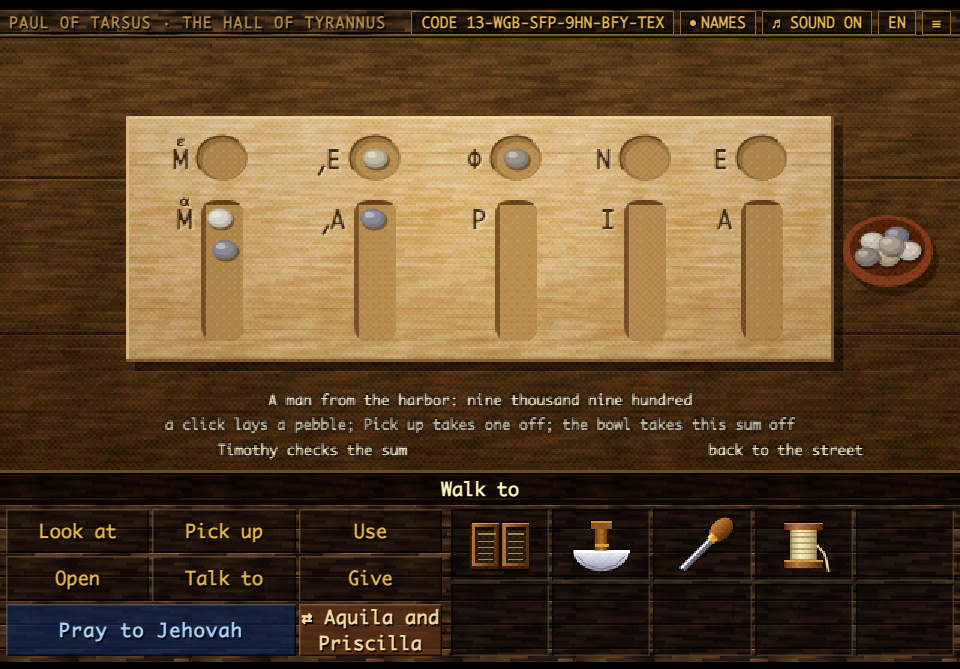 PAUL OF TARSUS · THE HALL OF TYRANNUS
CODE 13-WGB-SFP-9HN-BFY-TEX
● NAMES
♬ SOUND ON
EN
≡
ε
Μ ͵Ε Φ Ν Ε
α
Μ ͵Α Ρ Ι Α
A man from the harbor: nine thousand nine hundred
a click lays a pebble; Pick up takes one off; the bowl takes this sum off
Timothy checks the sum
back to the street
Walk to
Look at
Pick up
Use
Open
Talk to
Give
Pray to Jehovah
⇄ Aquila and
Priscilla